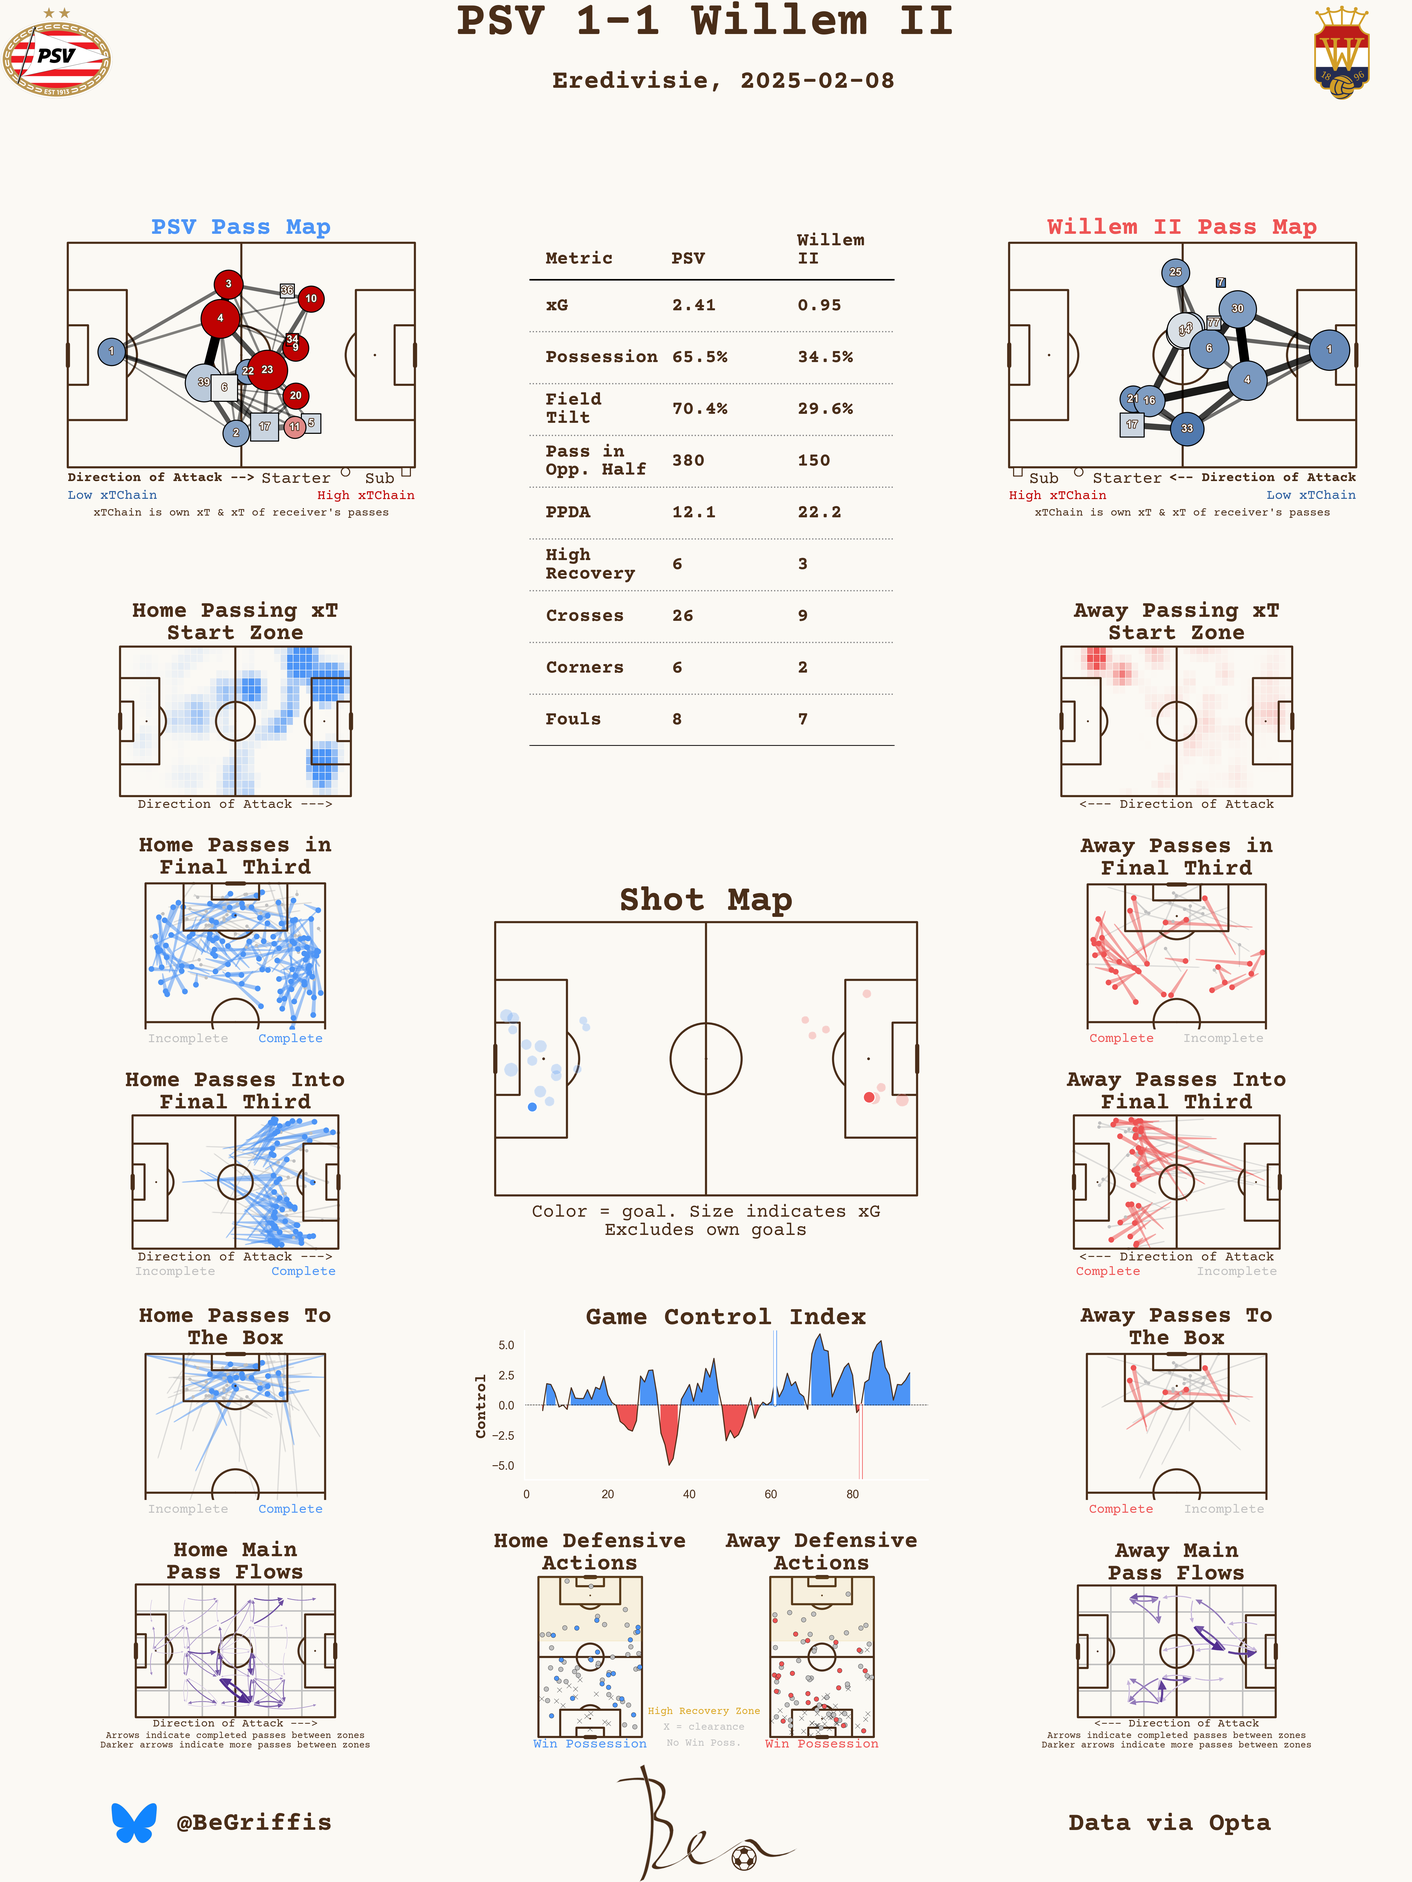 PSV 1-1 Willem II
Eredivisie, 2025-02-08
PSV
EST 1913
W
18 96
PSV Pass Map
3
36
10
4
34
9
1
22
23
39
6
20
2
17
11
5
Direction of Attack --> Starter Sub
Low xTChain High xTChain
xTChain is own xT & xT of receiver's passes
Metric PSV Willem
II
xG 2.41 0.95
Possession 65.5% 34.5%
Field
Tilt 70.4% 29.6%
Pass in
Opp. Half 380 150
PPDA 12.1 22.2
High
Recovery 6 3
Crosses 26 9
Corners 6 2
Fouls 8 7
Willem II Pass Map
25
7
30
77
14
6
1
4
21
16
17
33
Sub Starter <-- Direction of Attack
High xTChain Low xTChain
xTChain is own xT & xT of receiver's passes
Home Passing xT
Start Zone
Direction of Attack --->
Away Passing xT
Start Zone
<--- Direction of Attack
Home Passes in
Final Third
Incomplete Complete
Away Passes in
Final Third
Complete Incomplete
Shot Map
Color = goal. Size indicates xG
Excludes own goals
Home Passes Into
Final Third
Direction of Attack --->
Incomplete Complete
Away Passes Into
Final Third
<--- Direction of Attack
Complete Incomplete
Home Passes To
The Box
Incomplete Complete
Game Control Index
Control
5.0
2.5
0.0
−2.5
−5.0
0 20 40 60 80
Away Passes To
The Box
Complete Incomplete
Home Main
Pass Flows
Direction of Attack --->
Arrows indicate completed passes between zones
Darker arrows indicate more passes between zones
Home Defensive
Actions
Win Possession
High Recovery Zone
X = clearance
No Win Poss.
Away Defensive
Actions
Win Possession
Away Main
Pass Flows
<--- Direction of Attack
Arrows indicate completed passes between zones
Darker arrows indicate more passes between zones
@BeGriffis
Ben
Data via Opta